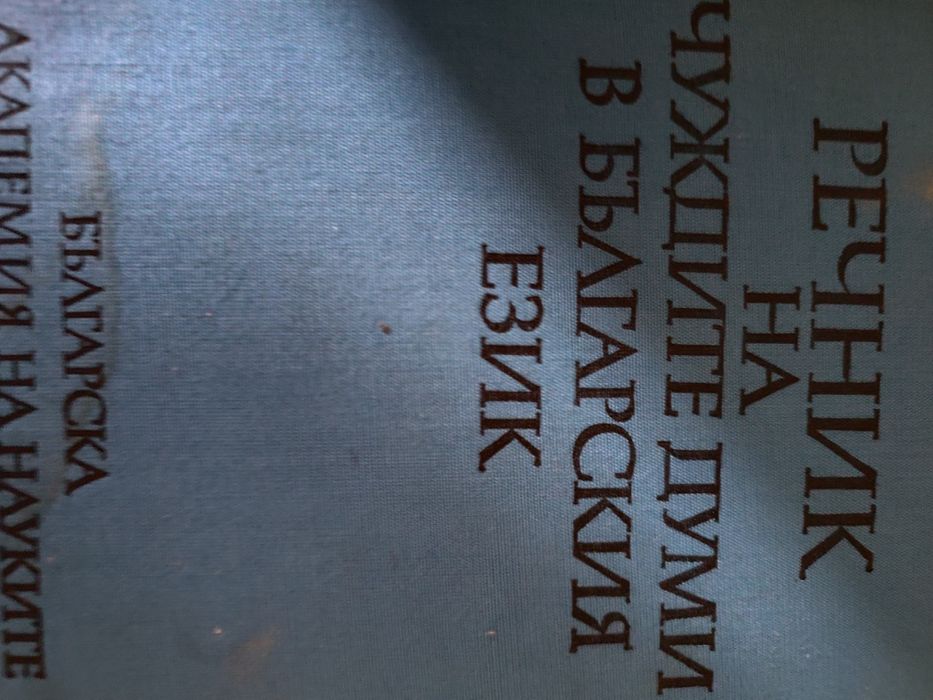 РЕЧНИК
НА
ЧУЖДИТЕ ДУМИ
В БЪЛГАРСКИЯ
ЕЗИК
БЪЛГАРСКА
АКАДЕМИЯ НА НАУКИТЕ